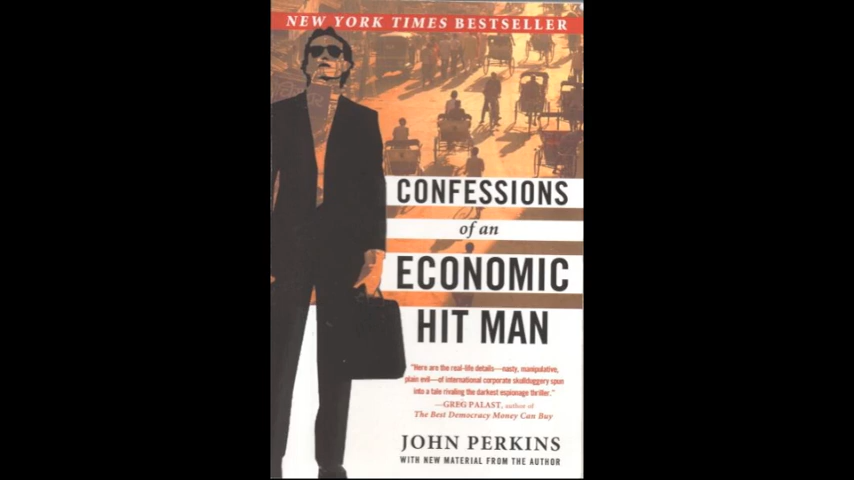 NEW YORK TIMES BESTSELLER
CONFESSIONS
of an
ECONOMIC
HIT MAN
"Here are the real-life details—nasty, manipulative,
plain evil—of international corporate skullduggery spun
into a tale rivaling the darkest espionage thriller."
—GREG PALAST, author of
The Best Democracy Money Can Buy
JOHN PERKINS
WITH NEW MATERIAL FROM THE AUTHOR